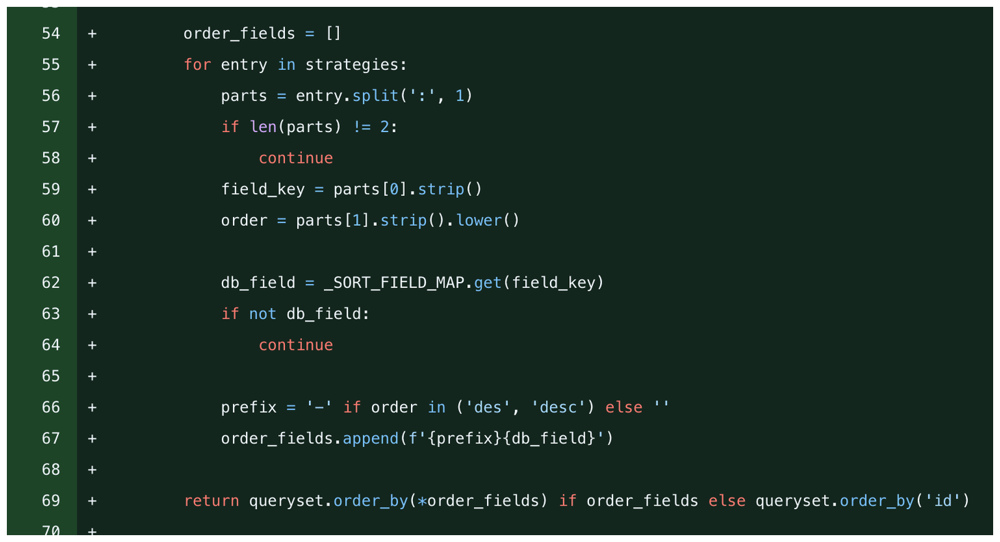 54 + order_fields = []
55 + for entry in strategies:
56 + parts = entry.split(':', 1)
57 + if len(parts) != 2:
58 + continue
59 + field_key = parts[0].strip()
60 + order = parts[1].strip().lower()
61 +
62 + db_field = _SORT_FIELD_MAP.get(field_key)
63 + if not db_field:
64 + continue
65 +
66 + prefix = '-' if order in ('des', 'desc') else ''
67 + order_fields.append(f'{prefix}{db_field}')
68 +
69 + return queryset.order_by(*order_fields) if order_fields else queryset.order_by('id')
70 +